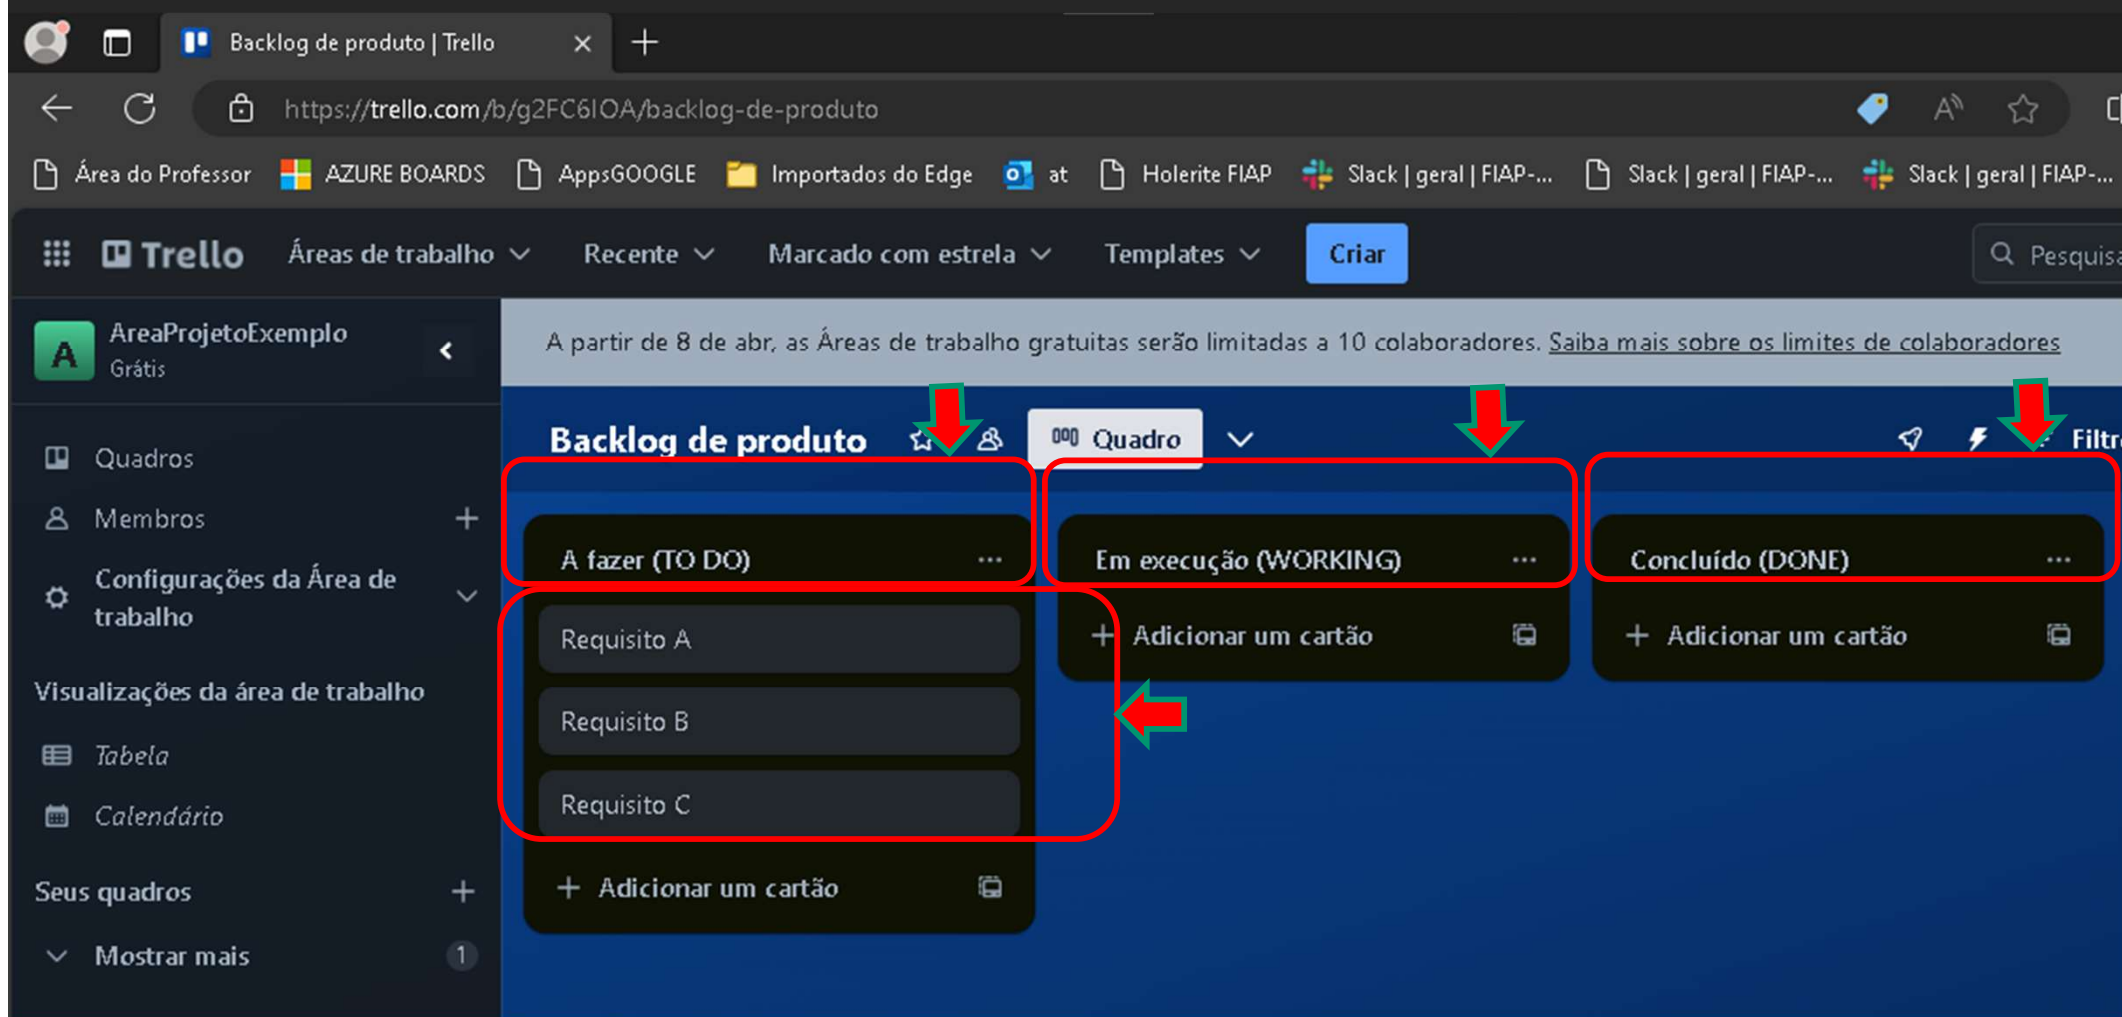 Backlog de produto | Trello
https://trello.com/b/g2FC6IOA/backlog-de-produto
Área do Professor AZURE BOARDS AppsGOOGLE Importados do Edge at Holerite FIAP Slack | geral | FIAP-... Slack | geral | FIAP-... Slack | geral | FIAP-...
Trello Áreas de trabalho Recente Marcado com estrela Templates Criar Pesquisa
A AreaProjetoExemplo
Grátis
A partir de 8 de abr, as Áreas de trabalho gratuitas serão limitadas a 10 colaboradores. Saiba mais sobre os limites de colaboradores
Backlog de produto Quadro Filtr
Quadros
Membros
Configurações da Área de
trabalho
Visualizações da área de trabalho
Tabela
Calendário
Seus quadros
Mostrar mais 1
A fazer (TO DO)
Requisito A
Requisito B
Requisito C
Adicionar um cartão
Em execução (WORKING)
Adicionar um cartão
Concluído (DONE)
Adicionar um cartão